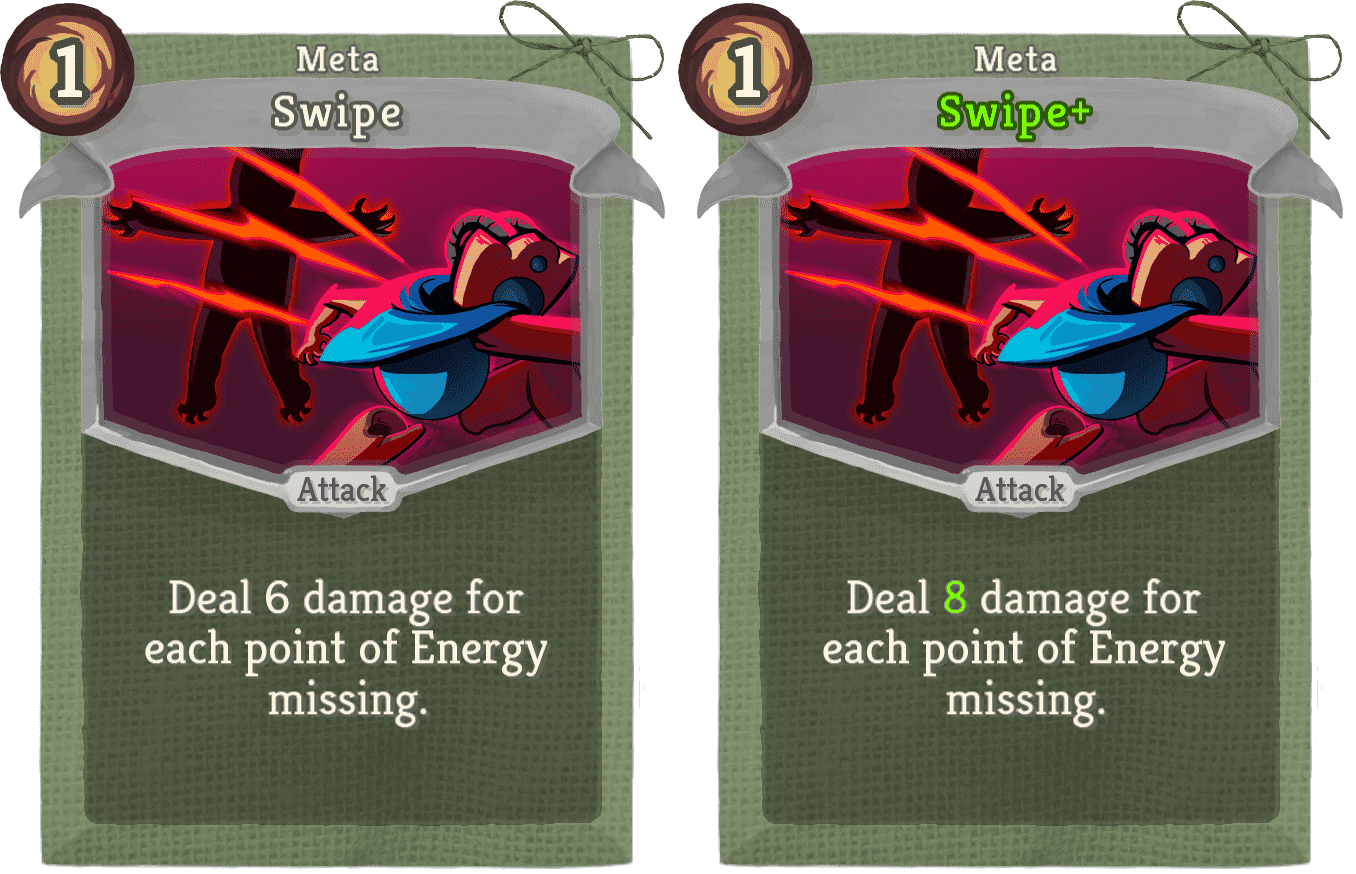 1
Meta
Swipe
Attack
Deal 6 damage for
each point of Energy
missing.
1
Meta
Swipe+
Attack
Deal 8 damage for
each point of Energy
missing.